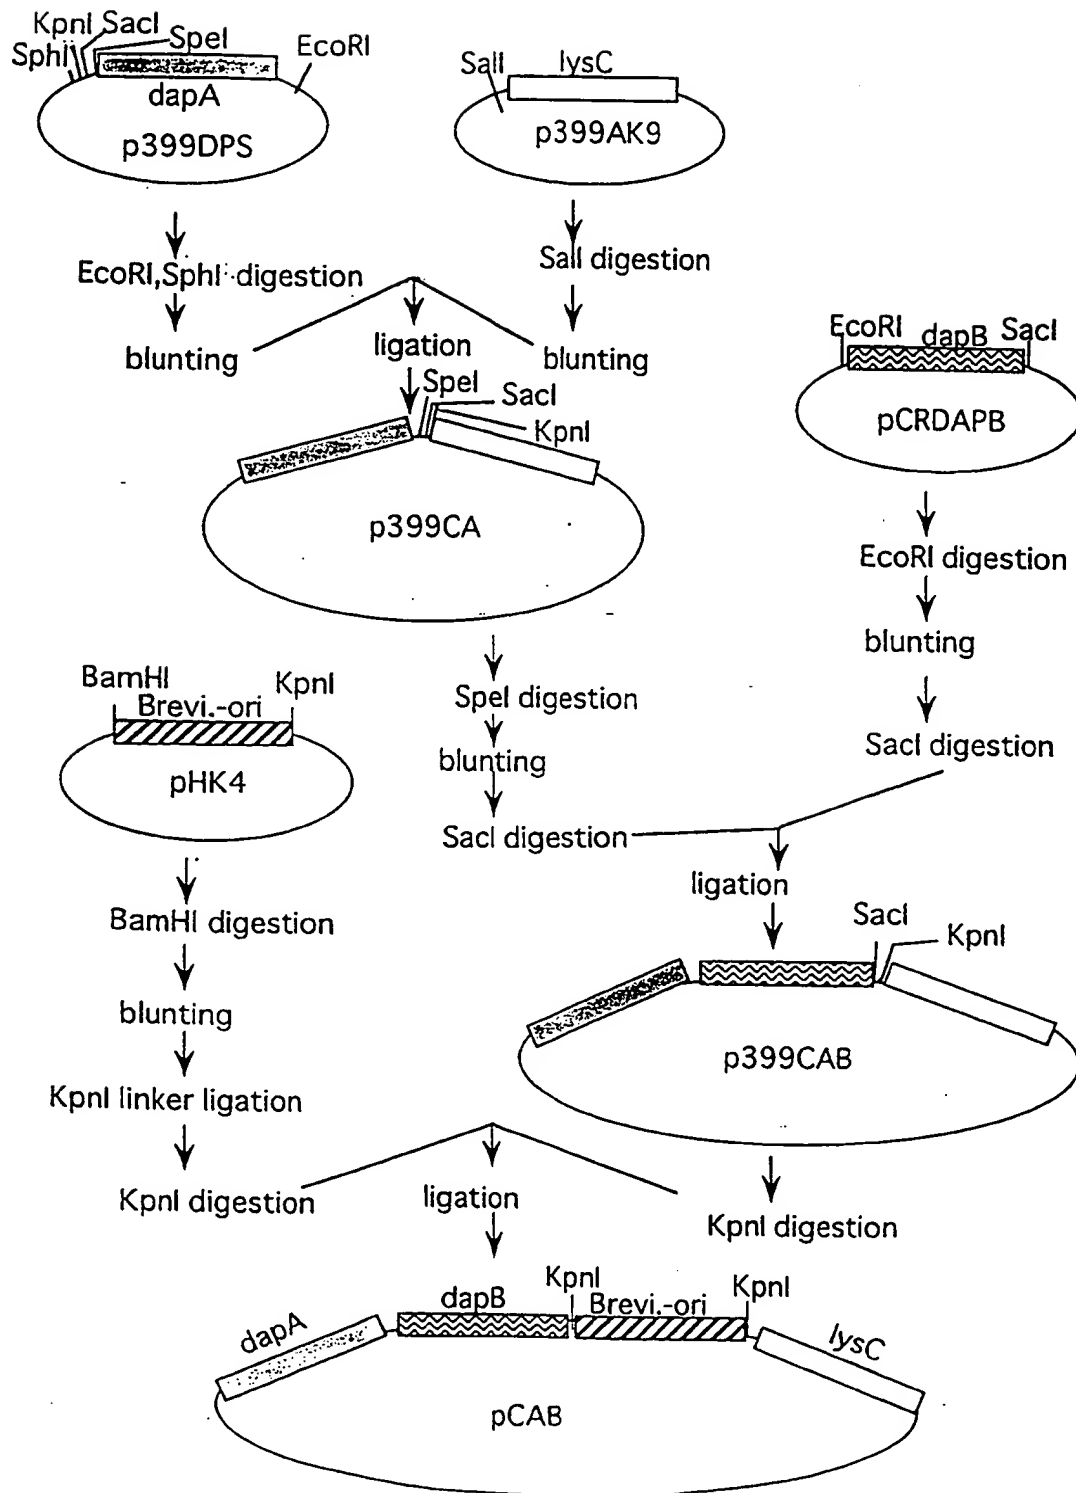 KpnI SacI
SphI
SpeI
EcoRI
dapA
p399DPS
SalI
lysC
p399AK9
EcoRI,SphI digestion
SalI digestion
blunting
ligation
blunting
SpeI
SacI
KpnI
p399CA
EcoRI
dapB
SacI
pCRDAPB
EcoRI digestion
blunting
SacI digestion
BamHI
KpnI
Brevi.-ori
pHK4
SpeI digestion
blunting
SacI digestion
ligation
BamHI digestion
blunting
KpnI linker ligation
KpnI digestion
SacI
KpnI
p399CAB
ligation
KpnI digestion
dapA
dapB
KpnI
Brevi.-ori
KpnI
lysC
pCAB